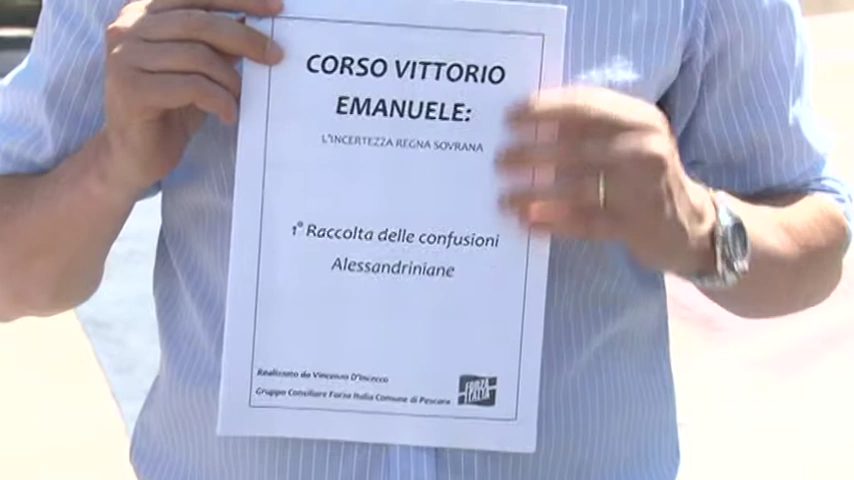 CORSO VITTORIO
EMANUELE:
L'INCERTEZZA REGNA SOVRANA
1° Raccolta delle confusioni
Alessandriniane
Realizzato da Vincenzo D'Incecco
Gruppo Consiliare Forza Italia Comune di Pescara
FORZA
ITALIA